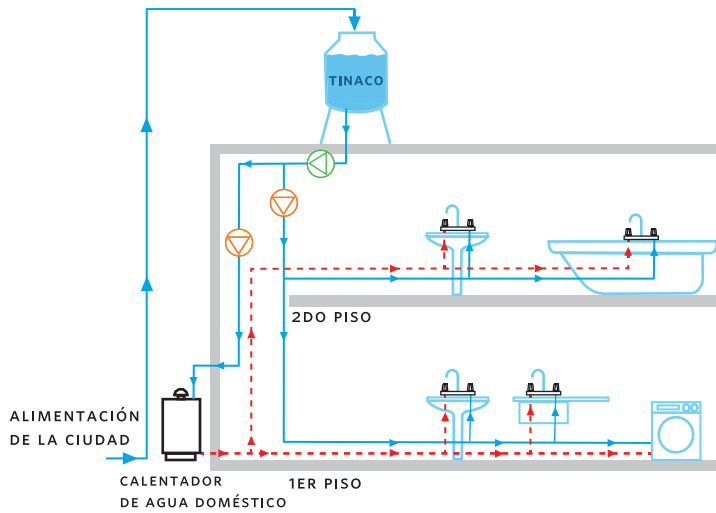 TINACO
2DO PISO
ALIMENTACIÓN
DE LA CIUDAD
CALENTADOR
DE AGUA DOMÉSTICO
1ER PISO